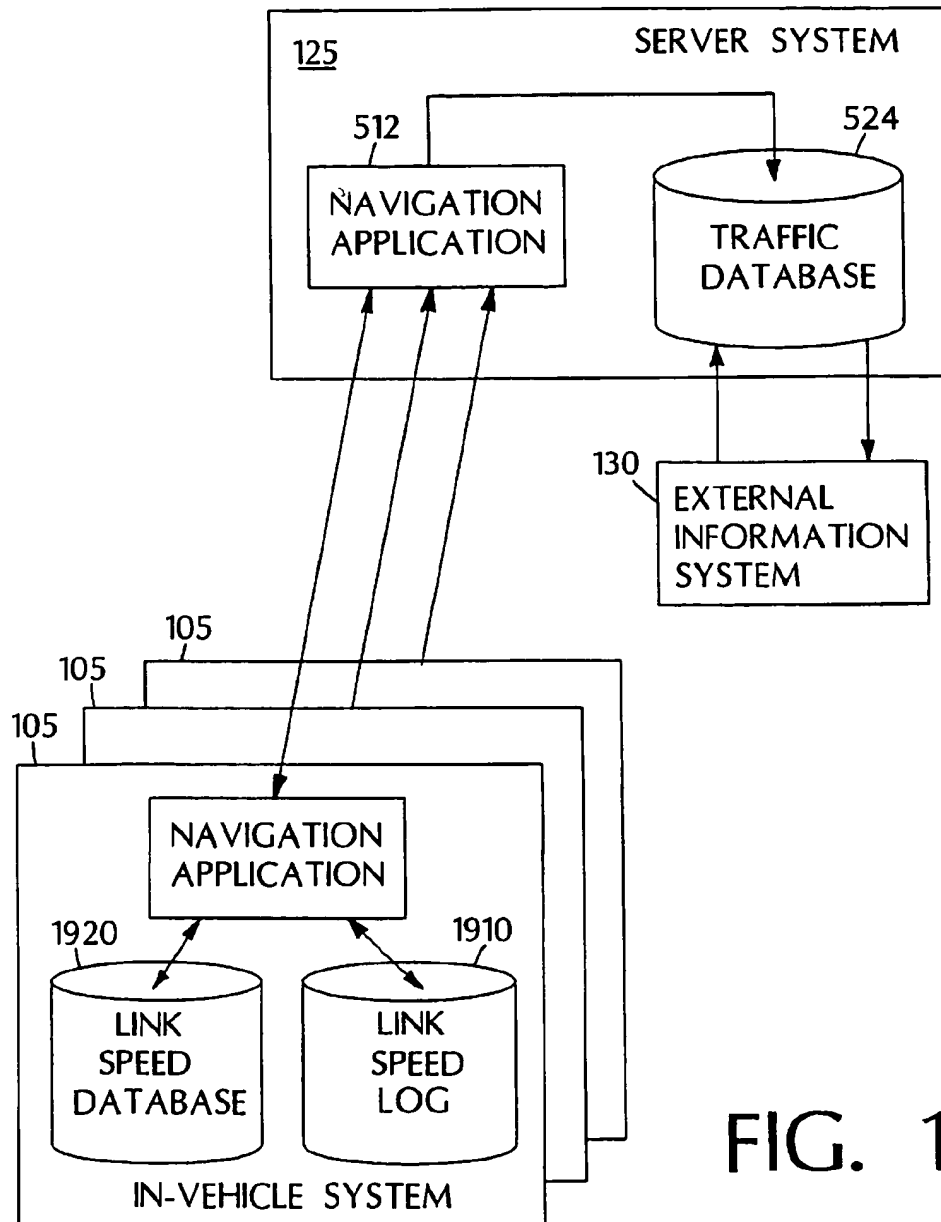 125
SERVER SYSTEM
512
524
NAVIGATION
APPLICATION
TRAFFIC
DATABASE
130
EXTERNAL
INFORMATION
SYSTEM
105
105
105
NAVIGATION
APPLICATION
1920
1910
LINK
SPEED
DATABASE
LINK
SPEED
LOG
IN-VEHICLE SYSTEM
FIG. 1